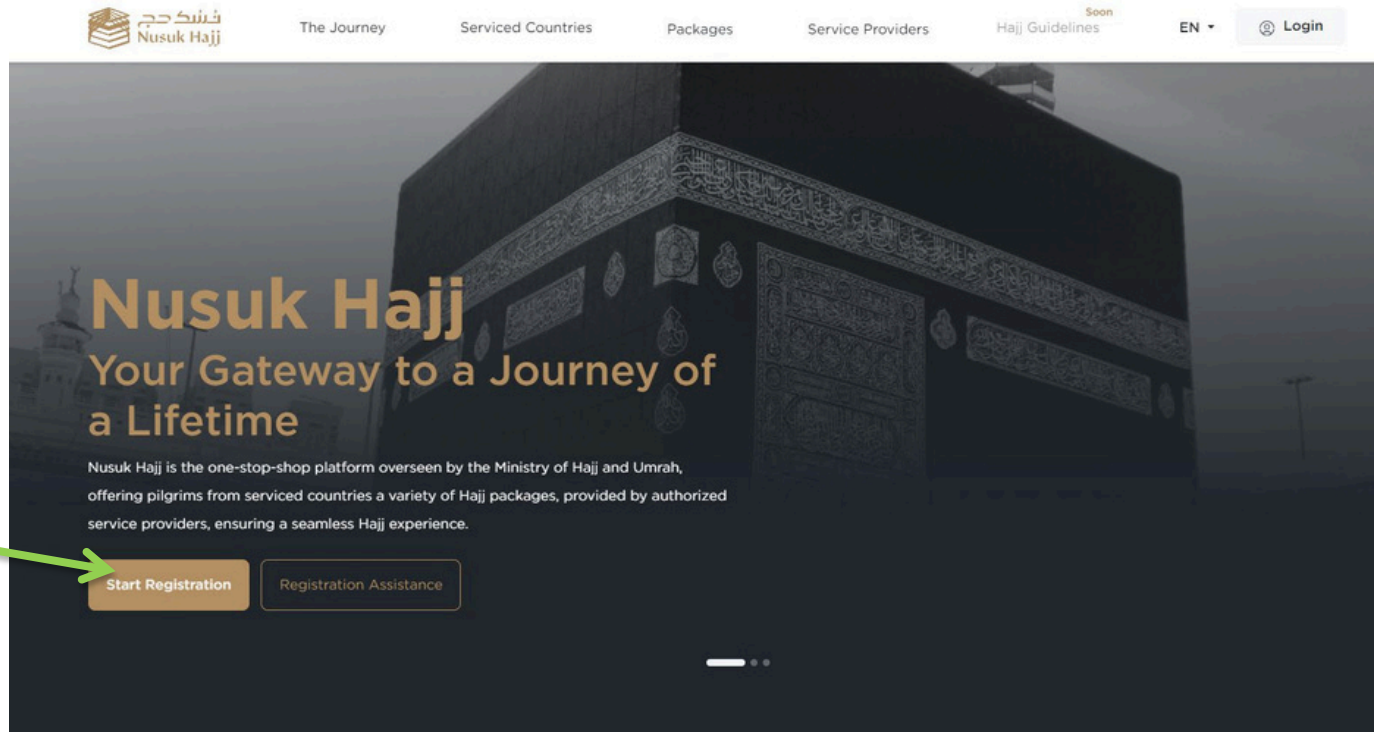 نسك حج
Nusuk Hajj
The Journey
Serviced Countries
Packages
Service Providers
Soon
Hajj Guidelines
EN
Login
Nusuk Hajj
Your Gateway to a Journey of
a Lifetime
Nusuk Hajj is the one-stop-shop platform overseen by the Ministry of Hajj and Umrah,
offering pilgrims from serviced countries a variety of Hajj packages, provided by authorized
service providers, ensuring a seamless Hajj experience.
Start Registration
Registration Assistance